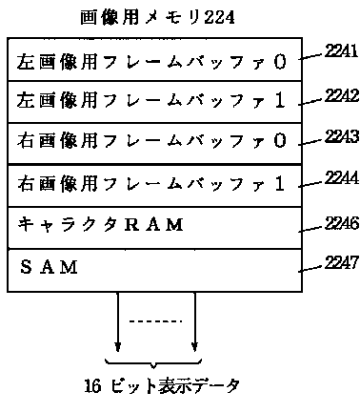 画像用メモリ224
左画像用フレームバッファ0 2241
左画像用フレームバッファ1 2242
右画像用フレームバッファ0 2243
右画像用フレームバッファ1 2244
キャラクタRAM 2246
SAM 2247
16 ビット表示データ